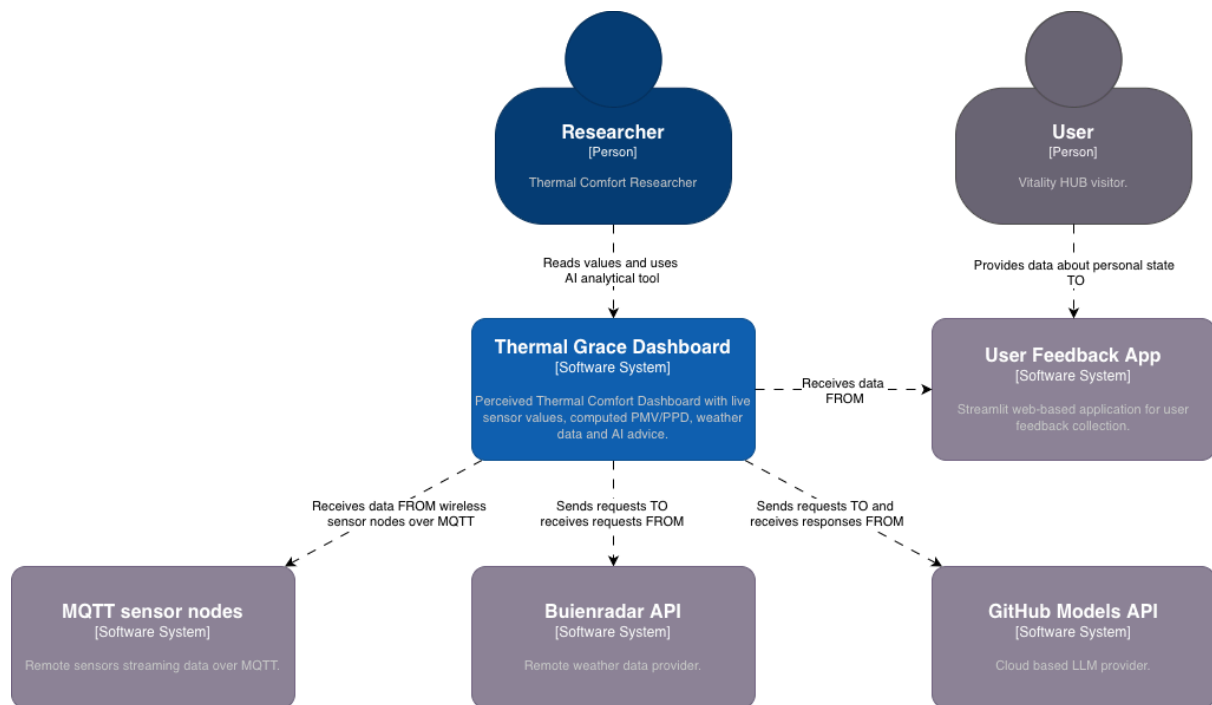 Researcher
[Person]
Thermal Comfort Researcher
User
[Person]
Vitality HUB visitor.
Reads values and uses
AI analytical tool
Provides data about personal state
TO
Thermal Grace Dashboard
[Software System]
Perceived Thermal Comfort Dashboard with live
sensor values, computed PMV/PPD, weather
data and AI advice.
Receives data
FROM
User Feedback App
[Software System]
Streamlit web-based application for user
feedback collection.
Receives data FROM wireless
sensor nodes over MQTT
Sends requests TO
receives requests FROM
Sends requests TO and
receives responses FROM
MQTT sensor nodes
[Software System]
Remote sensors streaming data over MQTT.
Buienradar API
[Software System]
Remote weather data provider.
GitHub Models API
[Software System]
Cloud based LLM provider.